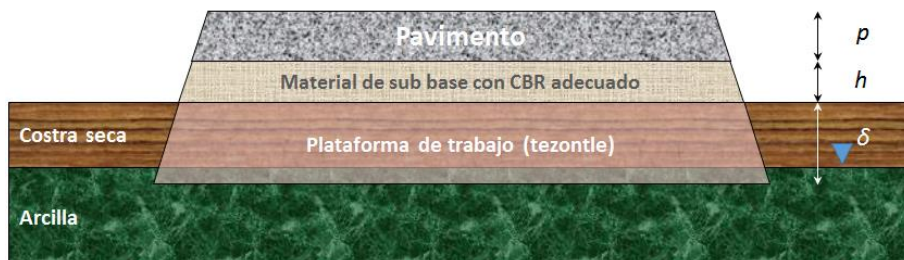 Pavimento
p
Material de sub base con CBR adecuado
h
Costra seca
Plataforma de trabajo (tezontle)
δ
Arcilla